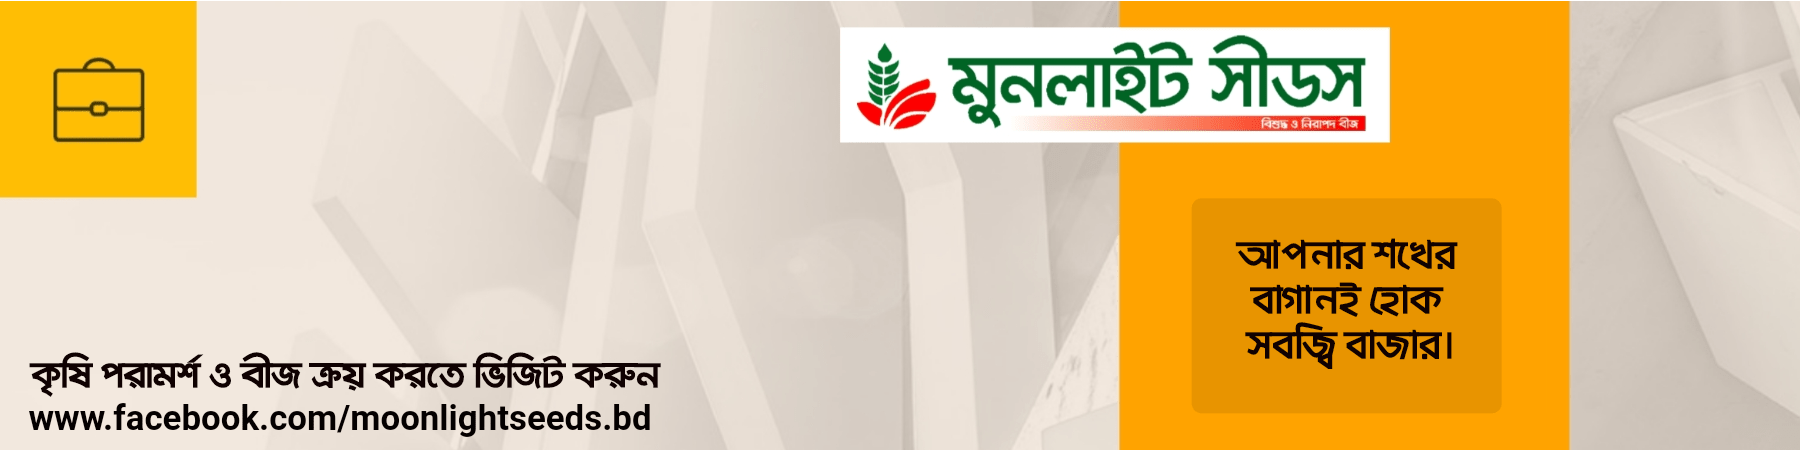 মুনলাইট সীডস
বিশুদ্ধ ও নিরাপদ বীজ
আপনার শখের
বাগানই হোক
সবজ্বি বাজার।
কৃষি পরামর্শ ও বীজ ক্রয় করতে ভিজিট করুন
www.facebook.com/moonlightseeds.bd